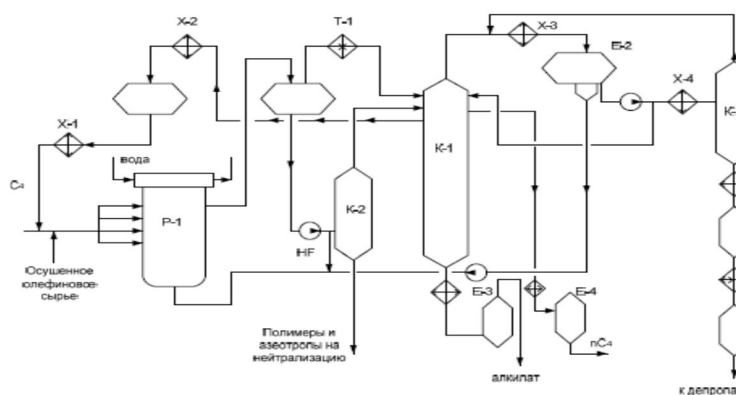 Х-2
Т-1
Х-3
Е-2
Х-4
Х-1
вода
К-
С₄
Р-1
К-1
К-2
HF
Осушенное
олефиновое
сырье
Е-3
Е-4
Полимеры и
азеотропы на
нейтрализацию
nC₄
алкилат
к депропа